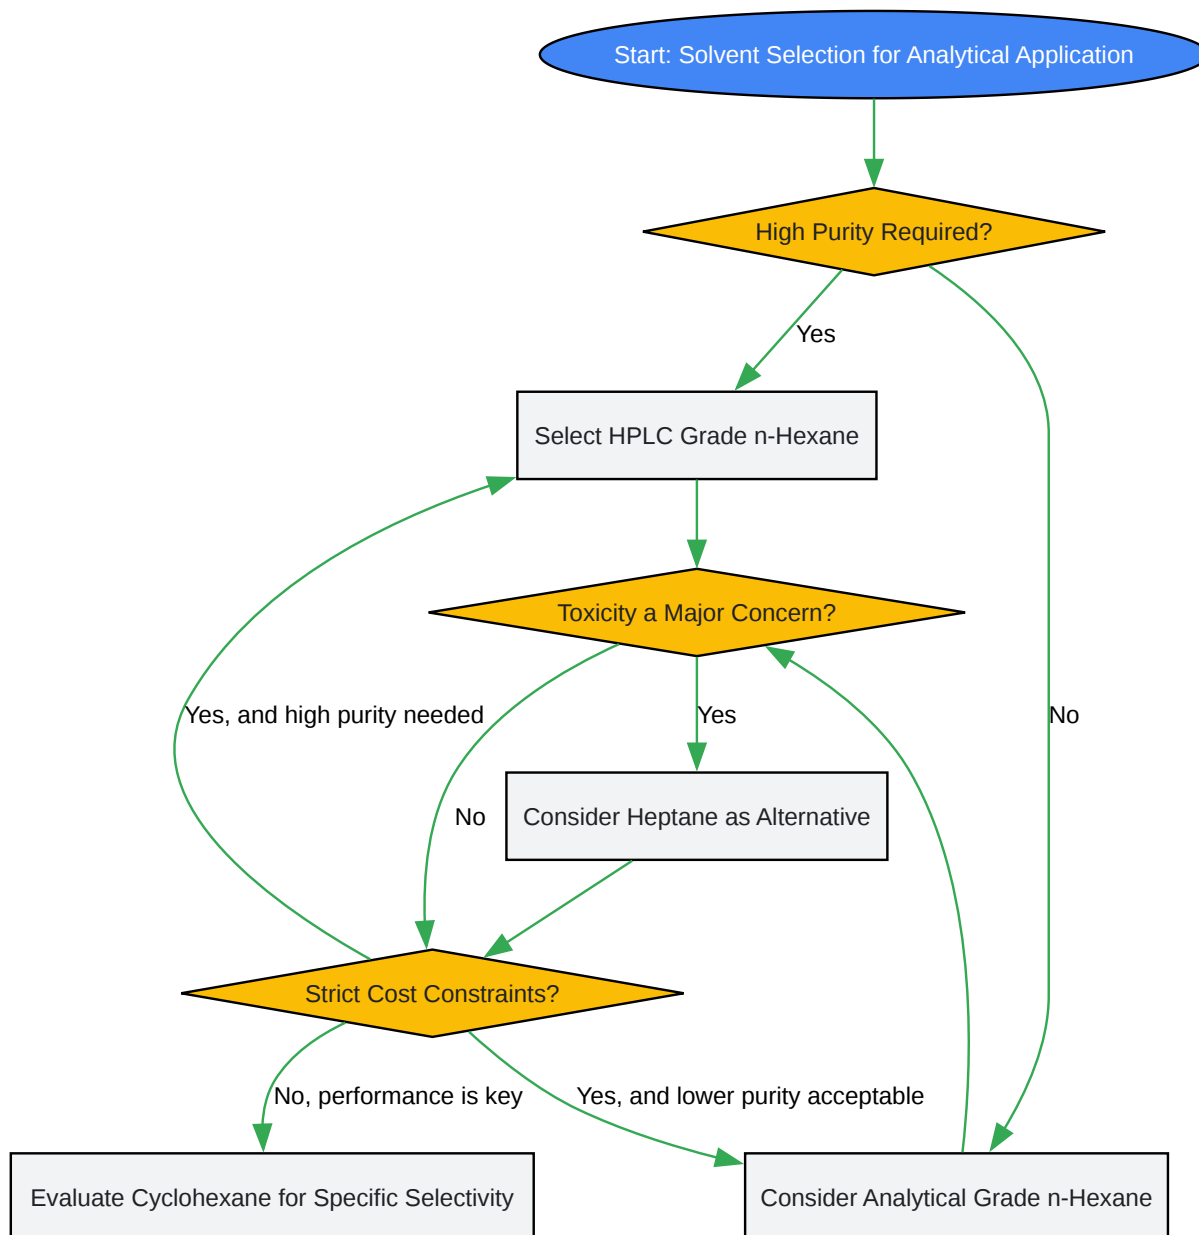 Start: Solvent Selection for Analytical Application
High Purity Required?
Yes
Select HPLC Grade n-Hexane
Toxicity a Major Concern?
Yes, and high purity needed
Yes
No
No
Consider Heptane as Alternative
Strict Cost Constraints?
No, performance is key
Yes, and lower purity acceptable
Evaluate Cyclohexane for Specific Selectivity
Consider Analytical Grade n-Hexane